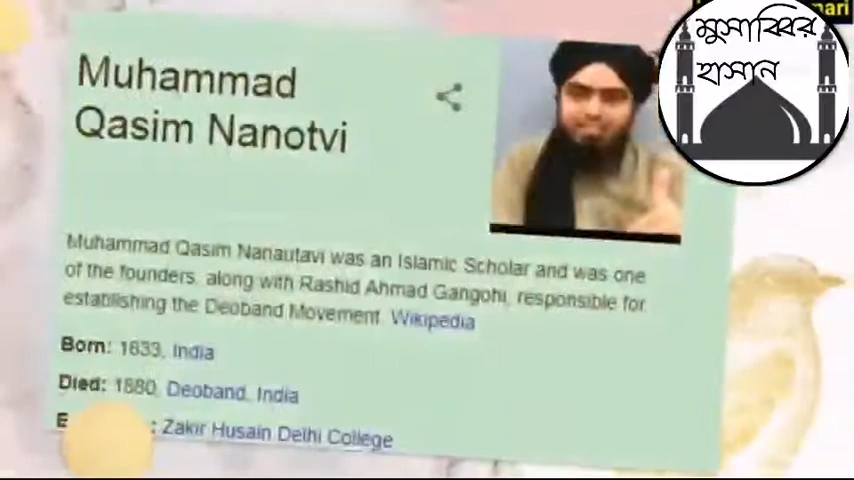 মুসাব্বির
হাসান
Muhammad
Qasim Nanotvi
Muhammad Qasim Nanautavi was an Islamic Scholar and was one
of the founders, along with Rashid Ahmad Gangohi, responsible for
establishing the Deoband Movement. Wikipedia
Born: 1833, India
Died: 1880, Deoband, India
: Zakir Husain Delhi College